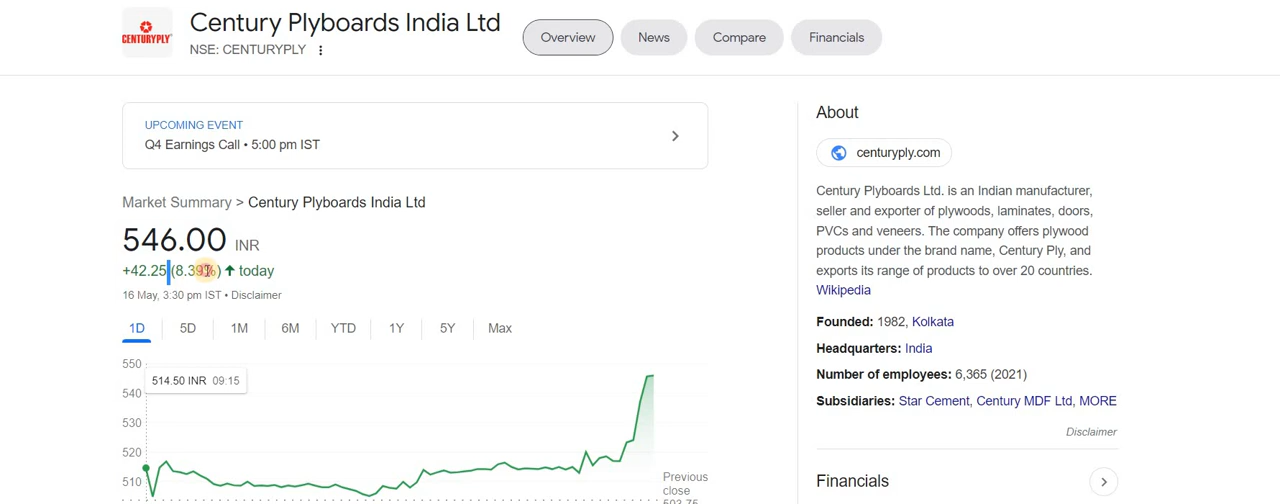 CENTURYPLY
Century Plyboards India Ltd
NSE: CENTURYPLY
Overview
News
Compare
Financials
UPCOMING EVENT
Q4 Earnings Call • 5:00 pm IST
Market Summary > Century Plyboards India Ltd
546.00 INR
+42.25 (8.39%) ↑ today
16 May, 3:30 pm IST • Disclaimer
1D
5D
1M
6M
YTD
1Y
5Y
Max
550
514.50 INR 09:15
540
530
520
510
Previous
close
503.75
About
centuryply.com
Century Plyboards Ltd. is an Indian manufacturer,
seller and exporter of plywoods, laminates, doors,
PVCs and veneers. The company offers plywood
products under the brand name, Century Ply, and
exports its range of products to over 20 countries.
Wikipedia
Founded: 1982, Kolkata
Headquarters: India
Number of employees: 6,365 (2021)
Subsidiaries: Star Cement, Century MDF Ltd, MORE
Disclaimer
Financials